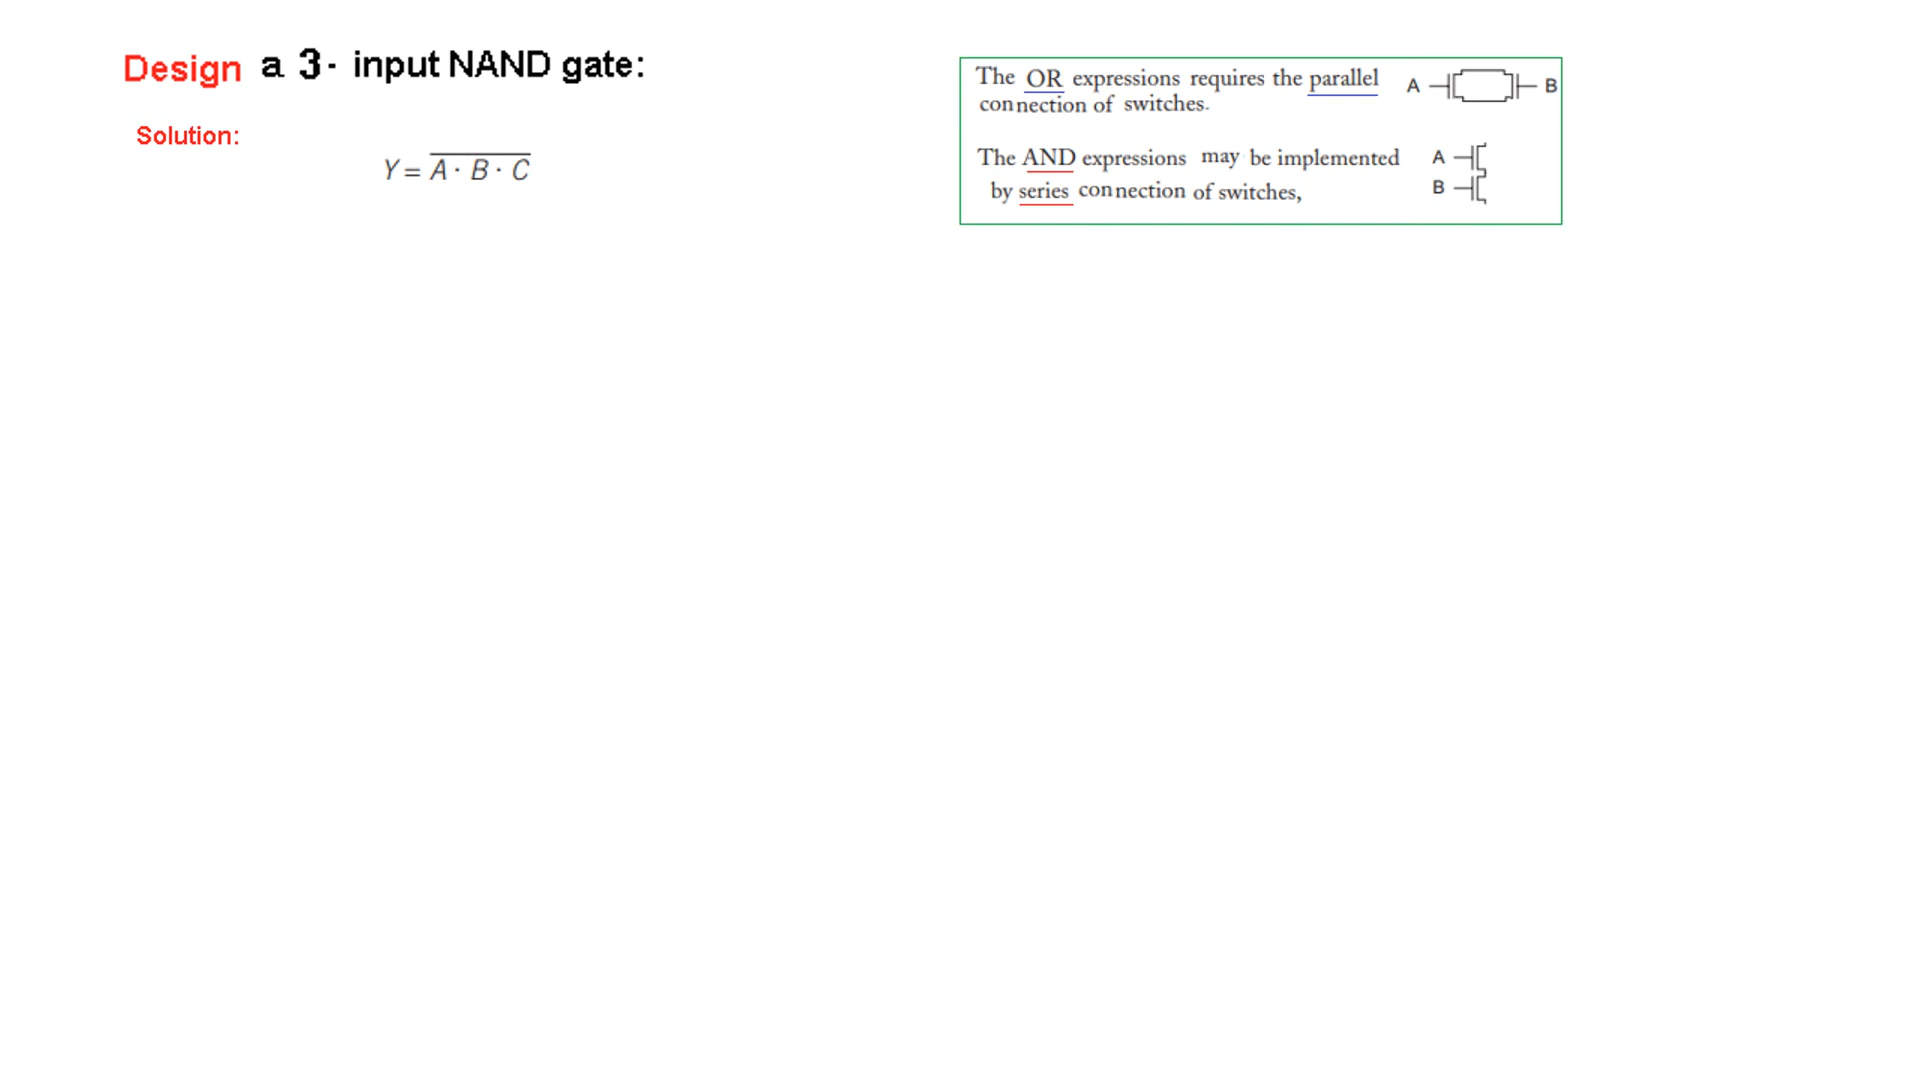 Design a 3- input NAND gate:
Solution:
Y = \overline{A · B · C}
The OR expressions requires the parallel
connection of switches.
A B
The AND expressions may be implemented
by series connection of switches,
A
B